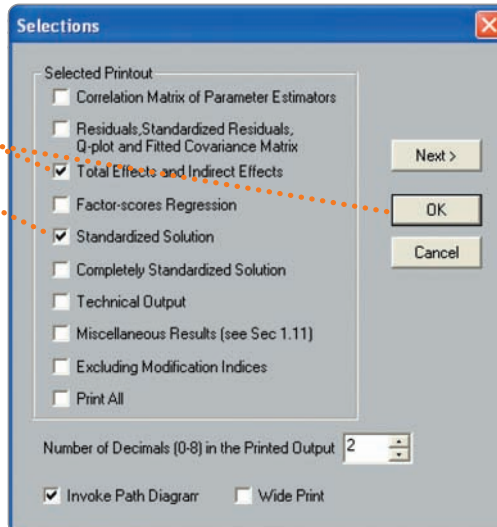 Selections
Selected Printout
Correlation Matrix of Parameter Estimators
Residuals,Standardized Residuals,
Q-plot and Fitted Covariance Matrix
Total Effects and Indirect Effects
Factor-scores Regression
Standardized Solution
Completely Standardized Solution
Technical Output
Miscellaneous Results (see Sec 1.11)
Excluding Modification Indices
Print All
Next >
OK
Cancel
Number of Decimals (0-8) in the Printed Output 2
Invoke Path Diagrarr Wide Print